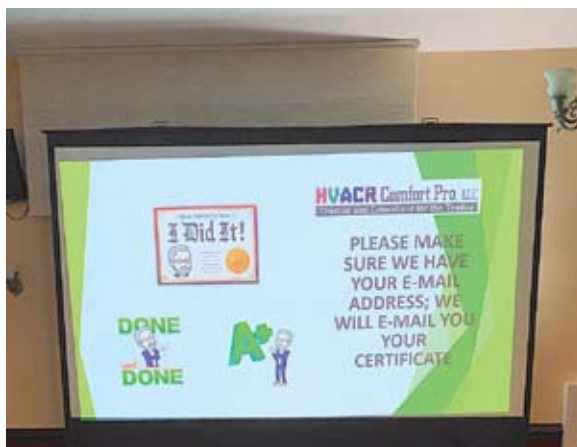 HVACR Comfort Pro, LLC
I Did It!
PLEASE MAKE
SURE WE HAVE
YOUR E-MAIL
ADDRESS; WE
WILL E-MAIL YOU
YOUR
CERTIFICATE
DONE
and
DONE
A+